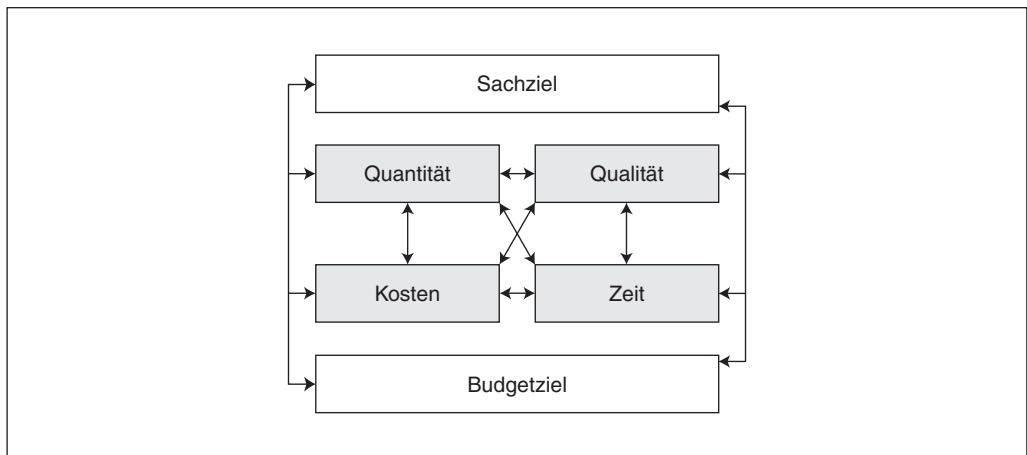 Sachziel
Quantität
Qualität
Kosten
Zeit
Budgetziel